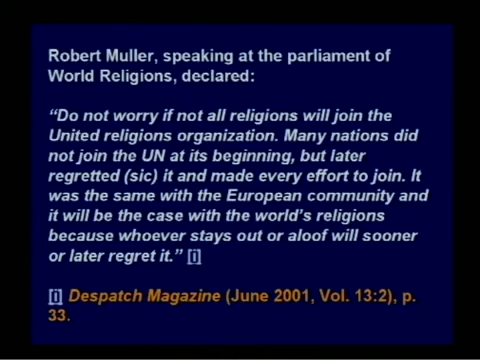 Robert Muller, speaking at the parliament of
World Religions, declared:
“Do not worry if not all religions will join the
United religions organization. Many nations did
not join the UN at its beginning, but later
regretted (sic) it and made every effort to join. It
was the same with the European community and
it will be the case with the world’s religions
because whoever stays out or aloof will sooner
or later regret it.” [i]
[i] Despatch Magazine (June 2001, Vol. 13:2), p.
33.